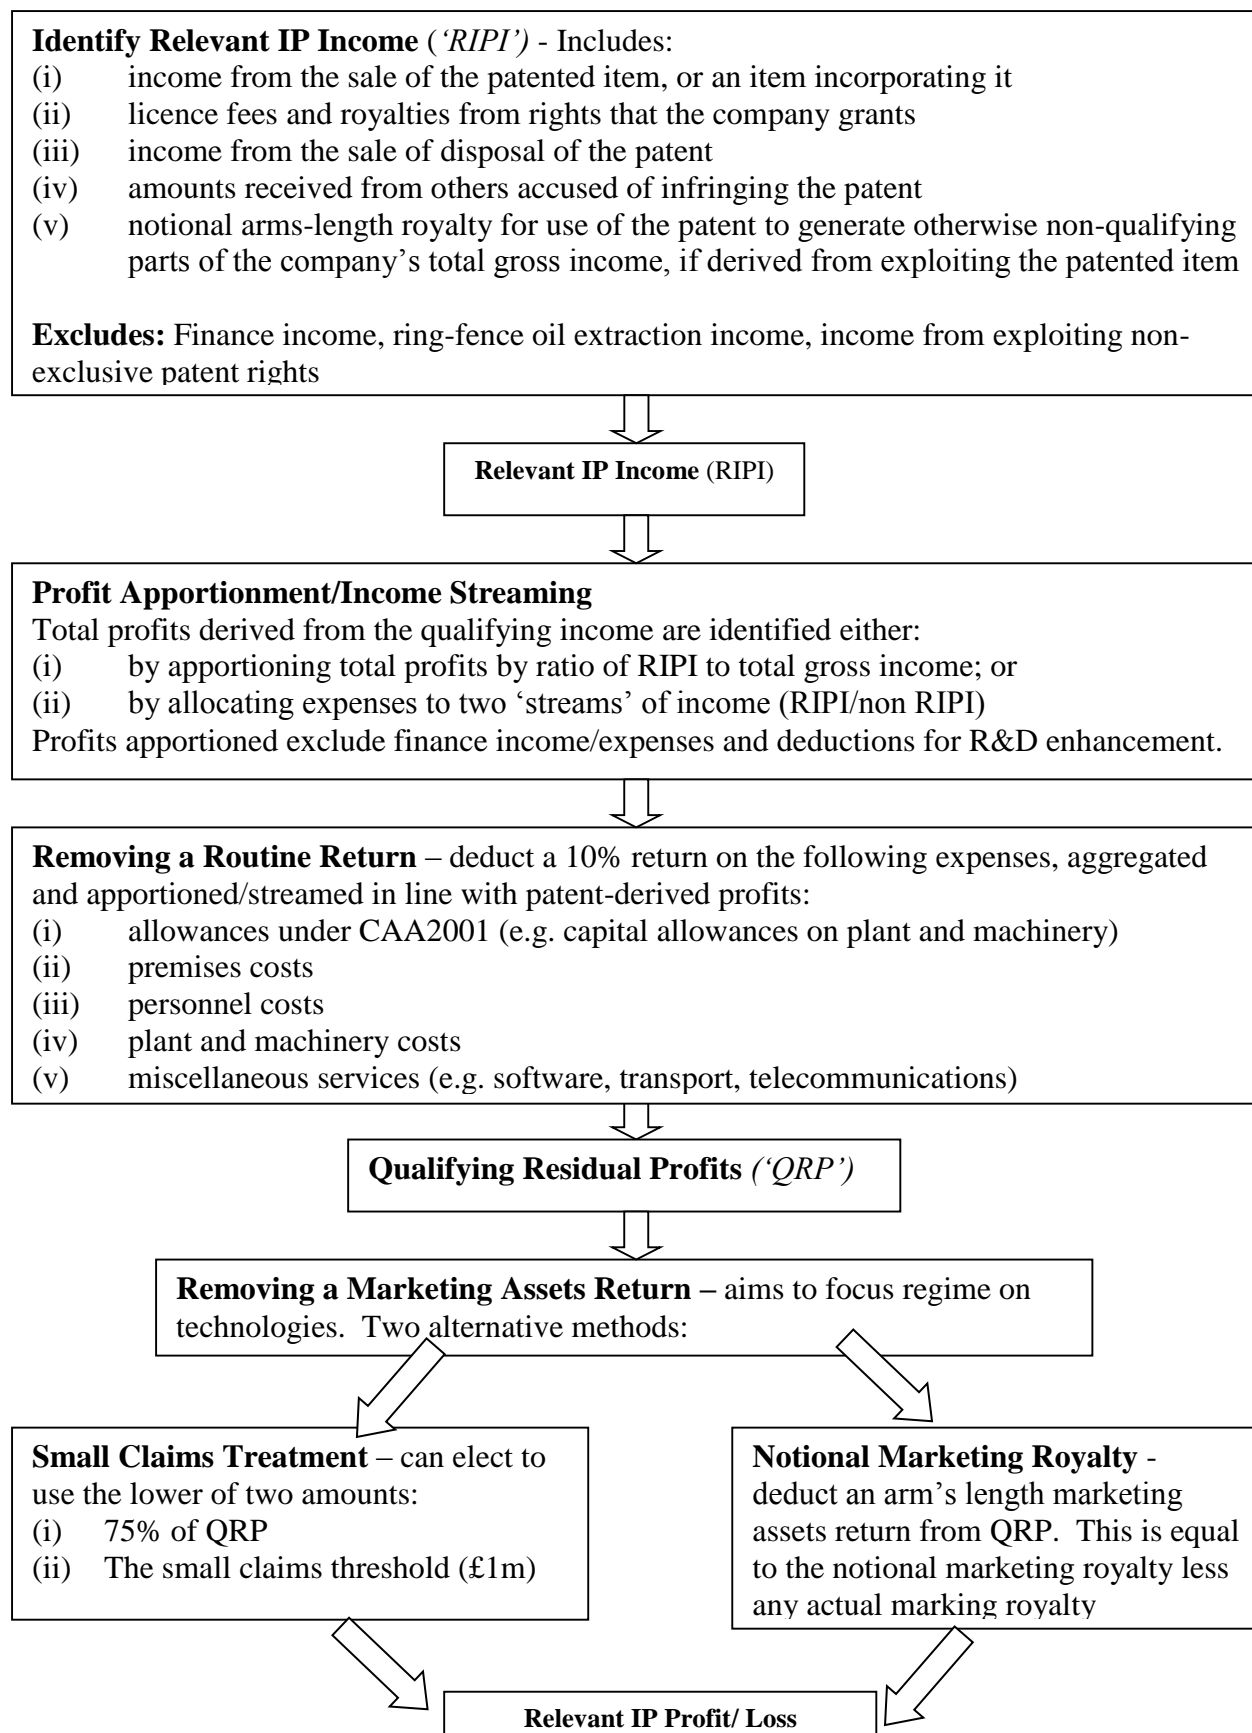 Identify Relevant IP Income (‘RIPI’) - Includes:
(i) income from the sale of the patented item, or an item incorporating it
(ii) licence fees and royalties from rights that the company grants
(iii) income from the sale of disposal of the patent
(iv) amounts received from others accused of infringing the patent
(v) notional arms-length royalty for use of the patent to generate otherwise non-qualifying
parts of the company’s total gross income, if derived from exploiting the patented item
Excludes: Finance income, ring-fence oil extraction income, income from exploiting non-
exclusive patent rights
Relevant IP Income (RIPI)
Profit Apportionment/Income Streaming
Total profits derived from the qualifying income are identified either:
(i) by apportioning total profits by ratio of RIPI to total gross income; or
(ii) by allocating expenses to two ‘streams’ of income (RIPI/non RIPI)
Profits apportioned exclude finance income/expenses and deductions for R&D enhancement.
Removing a Routine Return – deduct a 10% return on the following expenses, aggregated
and apportioned/streamed in line with patent-derived profits:
(i) allowances under CAA2001 (e.g. capital allowances on plant and machinery)
(ii) premises costs
(iii) personnel costs
(iv) plant and machinery costs
(v) miscellaneous services (e.g. software, transport, telecommunications)
Qualifying Residual Profits (‘QRP’)
Removing a Marketing Assets Return – aims to focus regime on
technologies. Two alternative methods:
Small Claims Treatment – can elect to
use the lower of two amounts:
(i) 75% of QRP
(ii) The small claims threshold (£1m)
Notional Marketing Royalty -
deduct an arm’s length marketing
assets return from QRP. This is equal
to the notional marketing royalty less
any actual marking royalty
Relevant IP Profit/ Loss